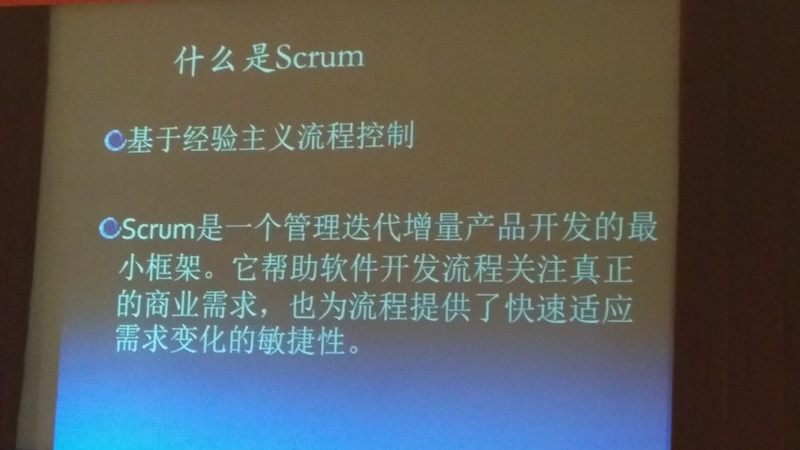 什么是Scrum
基于经验主义流程控制
Scrum是一个管理迭代增量产品开发的最
小框架。它帮助软件开发流程关注真正
的商业需求，也为流程提供了快速适应
需求变化的敏捷性。